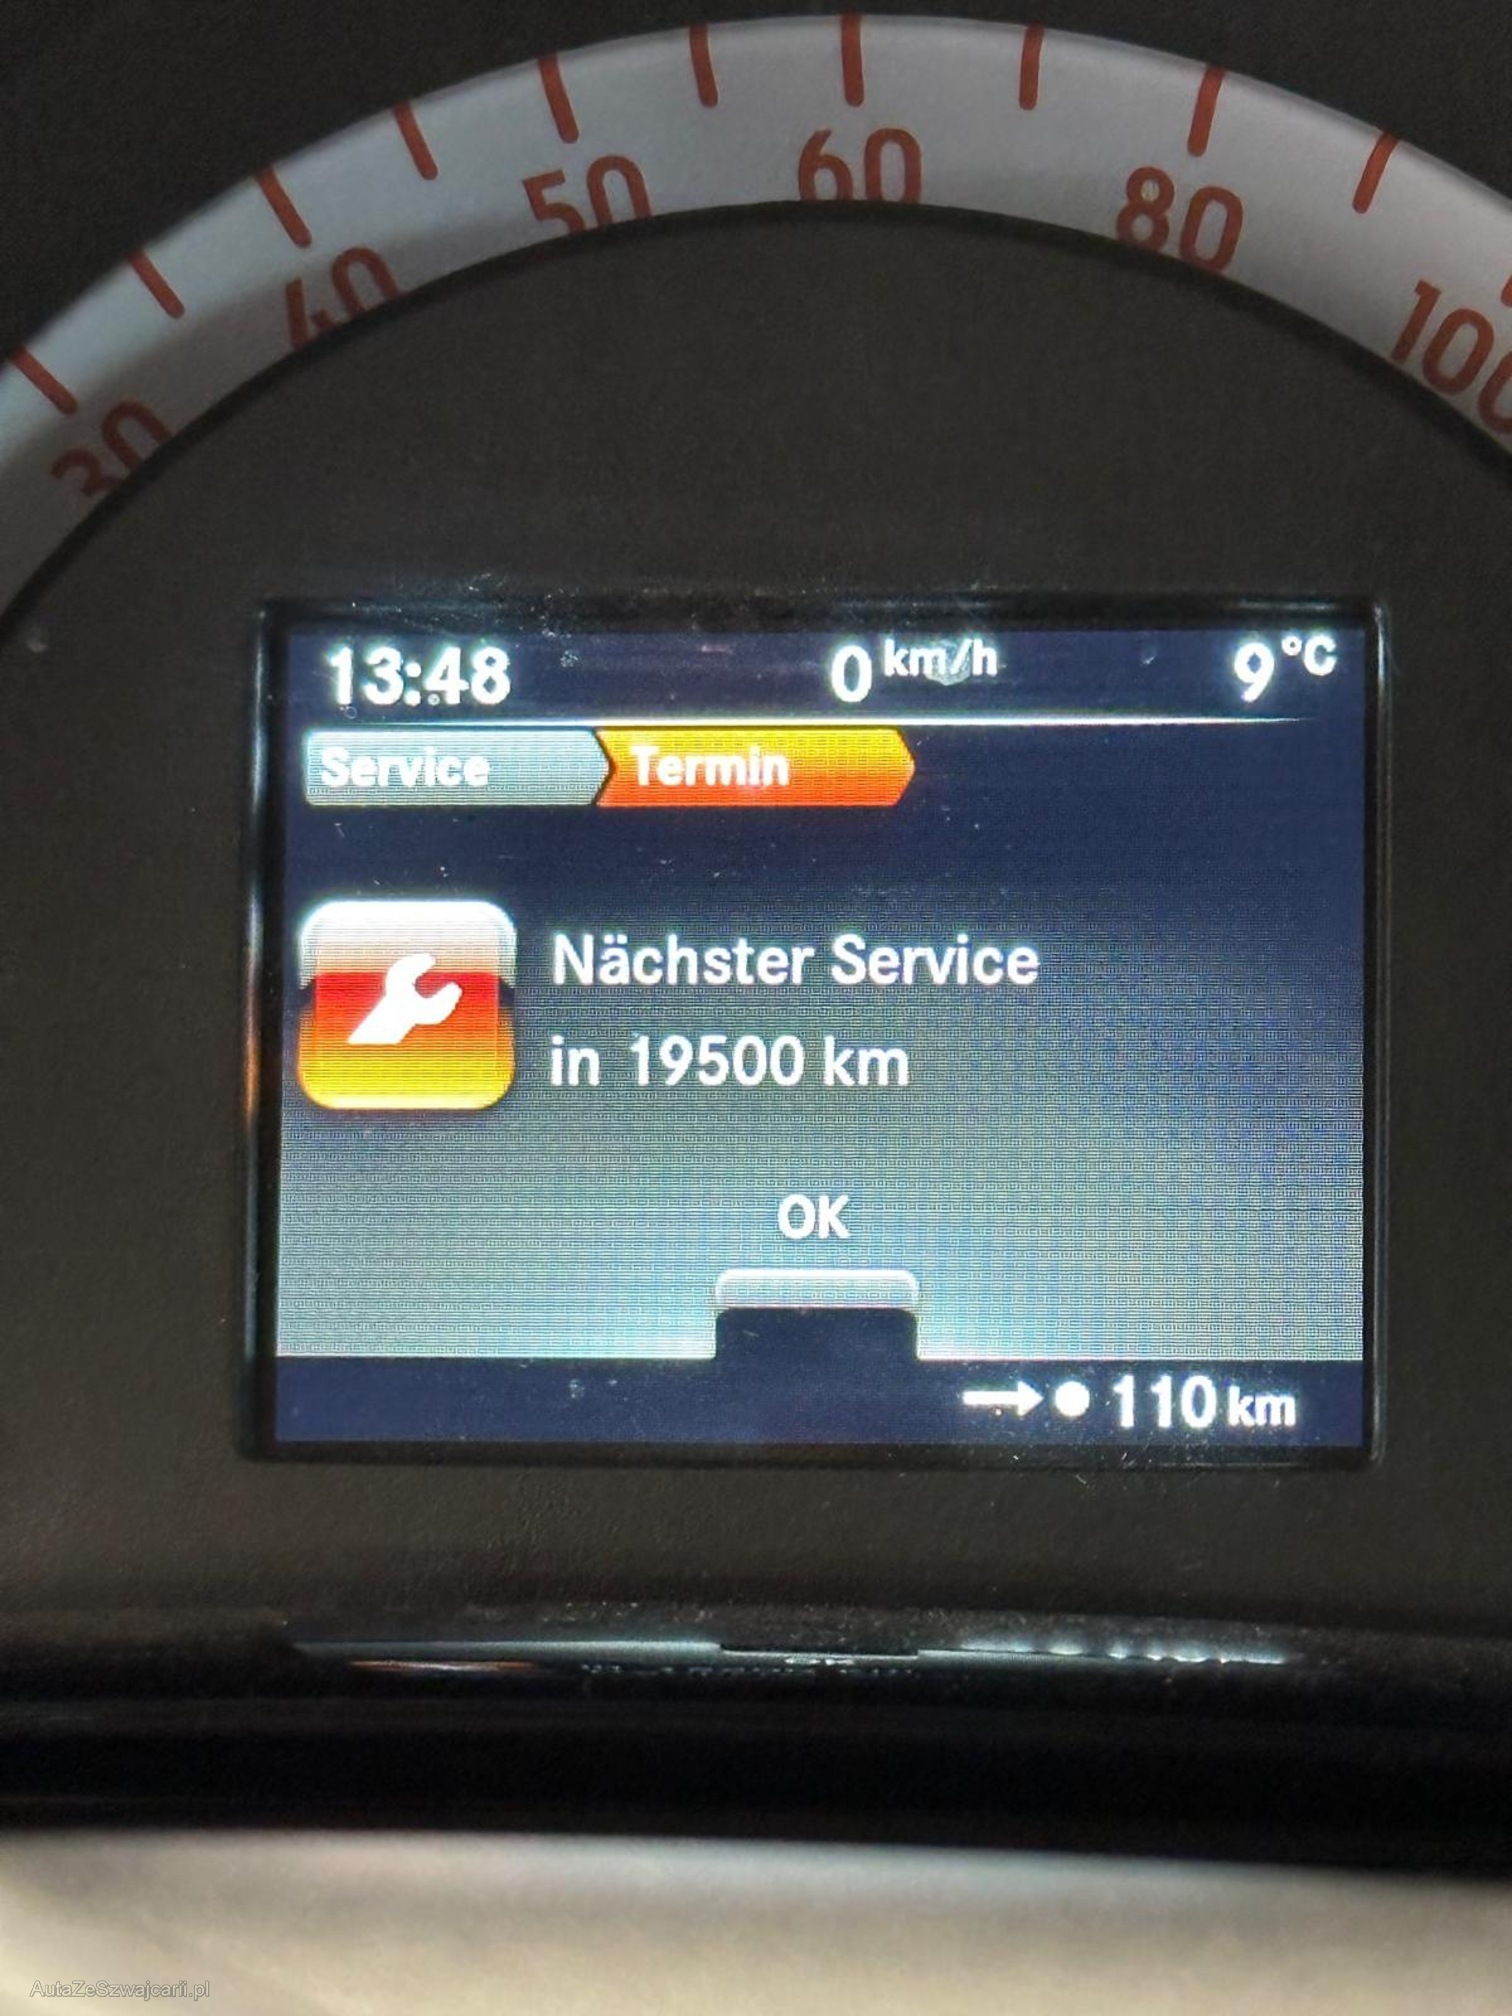 30
40
50
60
80
100
13:48 0 km/h 9 °C
Service Termin
Nächster Service
in 19500 km
OK
110 km
AutaZeSzwajcarii.pl